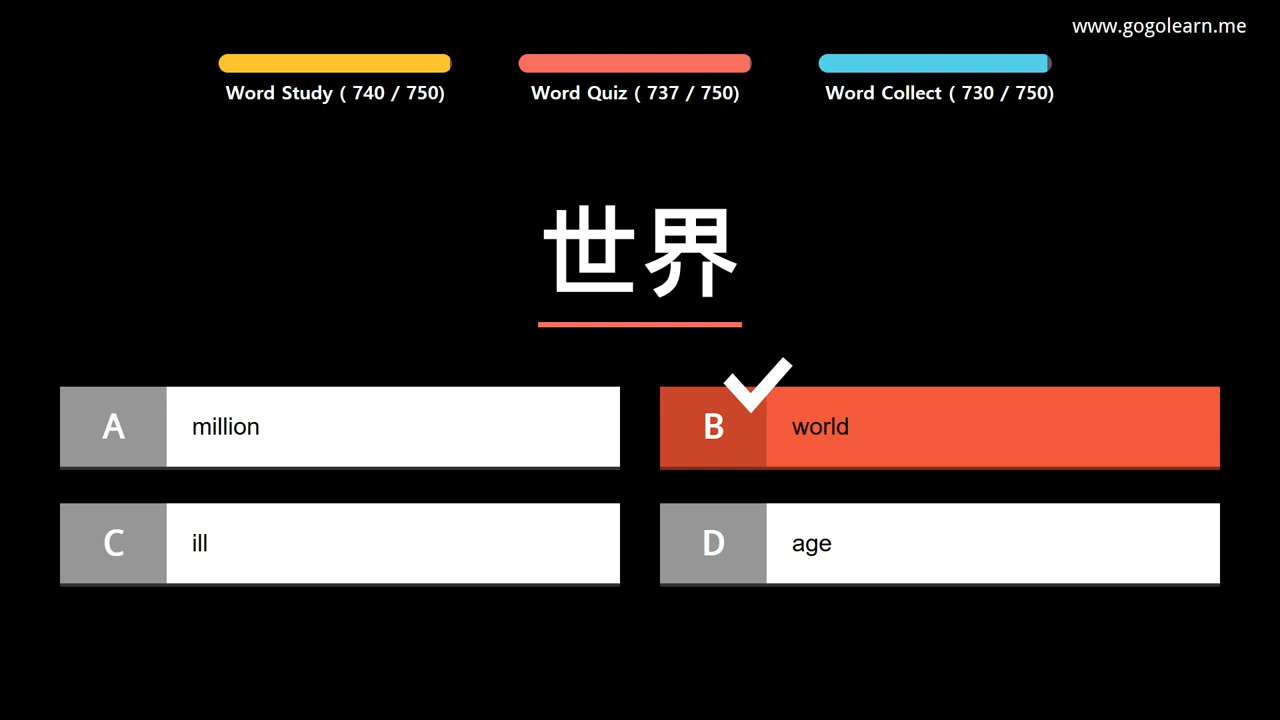 www.gogolearn.me
Word Study ( 740 / 750)
Word Quiz ( 737 / 750)
Word Collect ( 730 / 750)
世界
A million
B world
C ill
D age